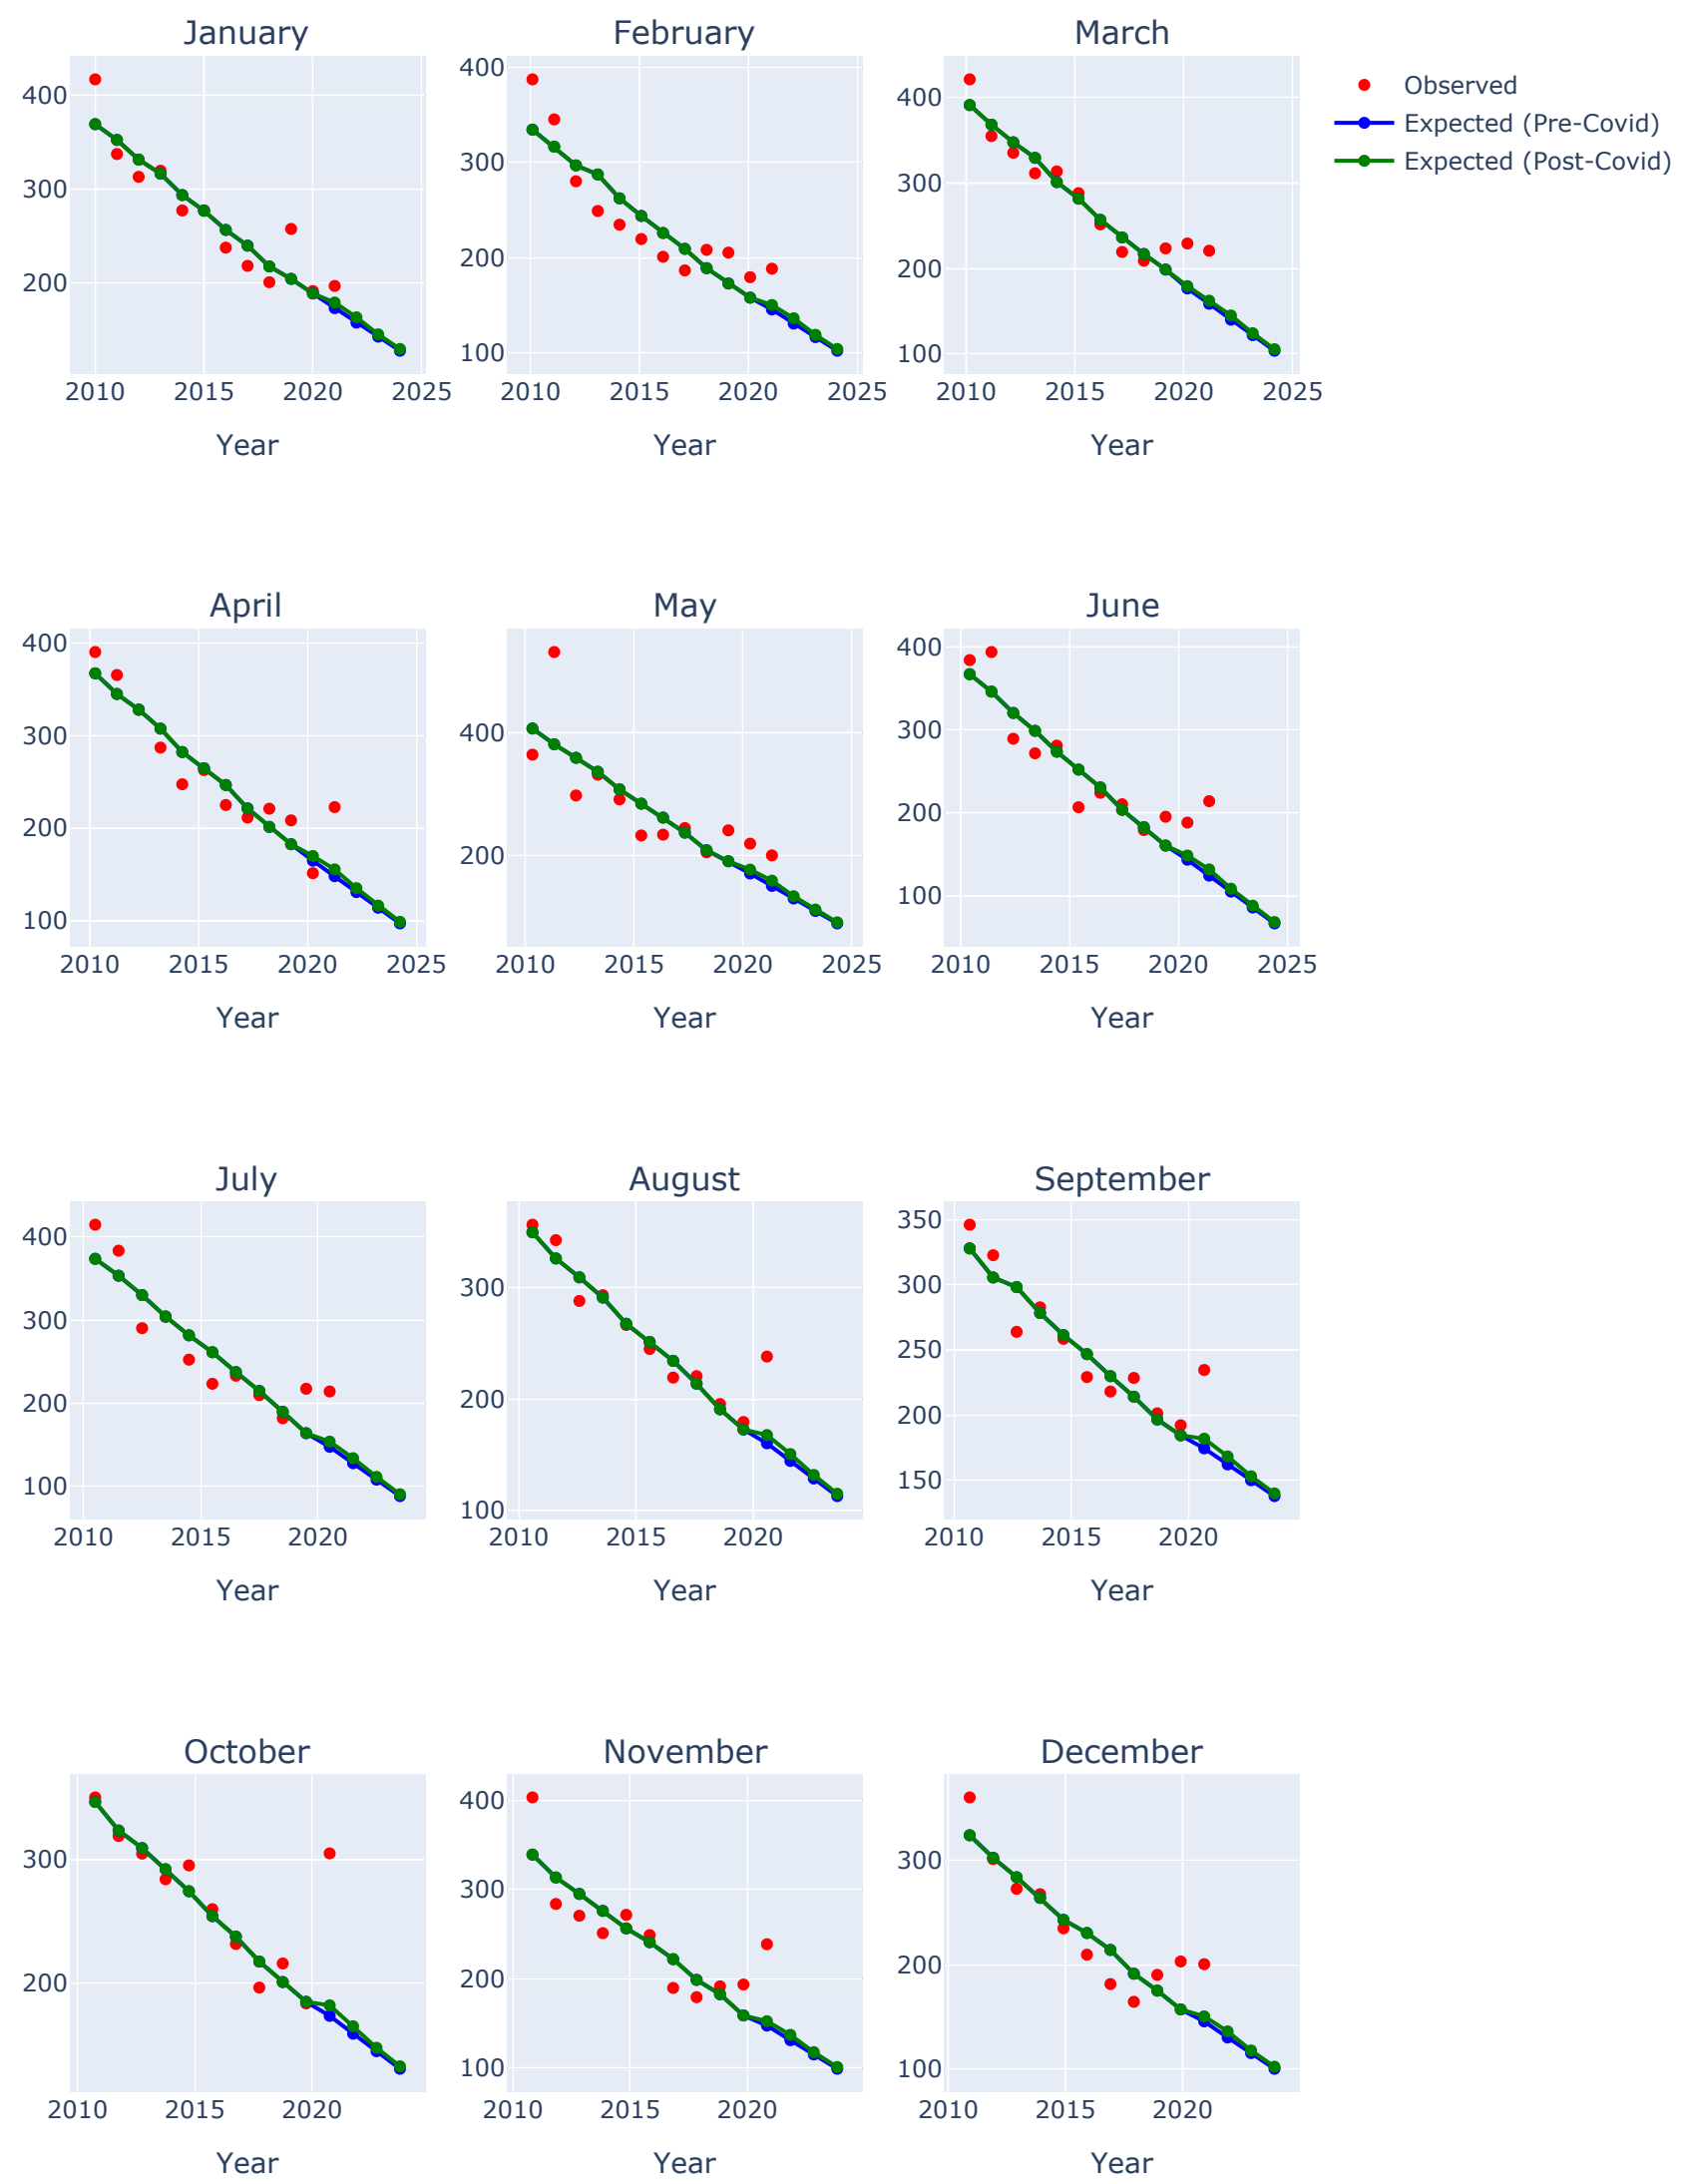 January February March
400
300
200
2010 2015 2020 2025
Year
400
300
200
100
2010 2015 2020 2025
Year
400
300
200
100
2010 2015 2020 2025
Year
Observed
Expected (Pre-Covid)
Expected (Post-Covid)
April May June
400
300
200
100
2010 2015 2020 2025
Year
400
200
2010 2015 2020 2025
Year
400
300
200
100
2010 2015 2020 2025
Year
July August September
400
300
200
100
2010 2015 2020
Year
300
200
100
2010 2015 2020
Year
350
300
250
200
150
2010 2015 2020
Year
October November December
300
200
2010 2015 2020
Year
400
300
200
100
2010 2015 2020
Year
300
200
100
2010 2015 2020
Year